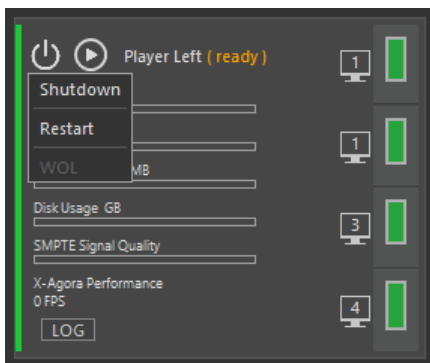 Player Left ( ready )
1
Shutdown
Restart
1
WOL
MB
Disk Usage GB
3
SMPTE Signal Quality
X-Agora Performance
0 FPS
4
LOG